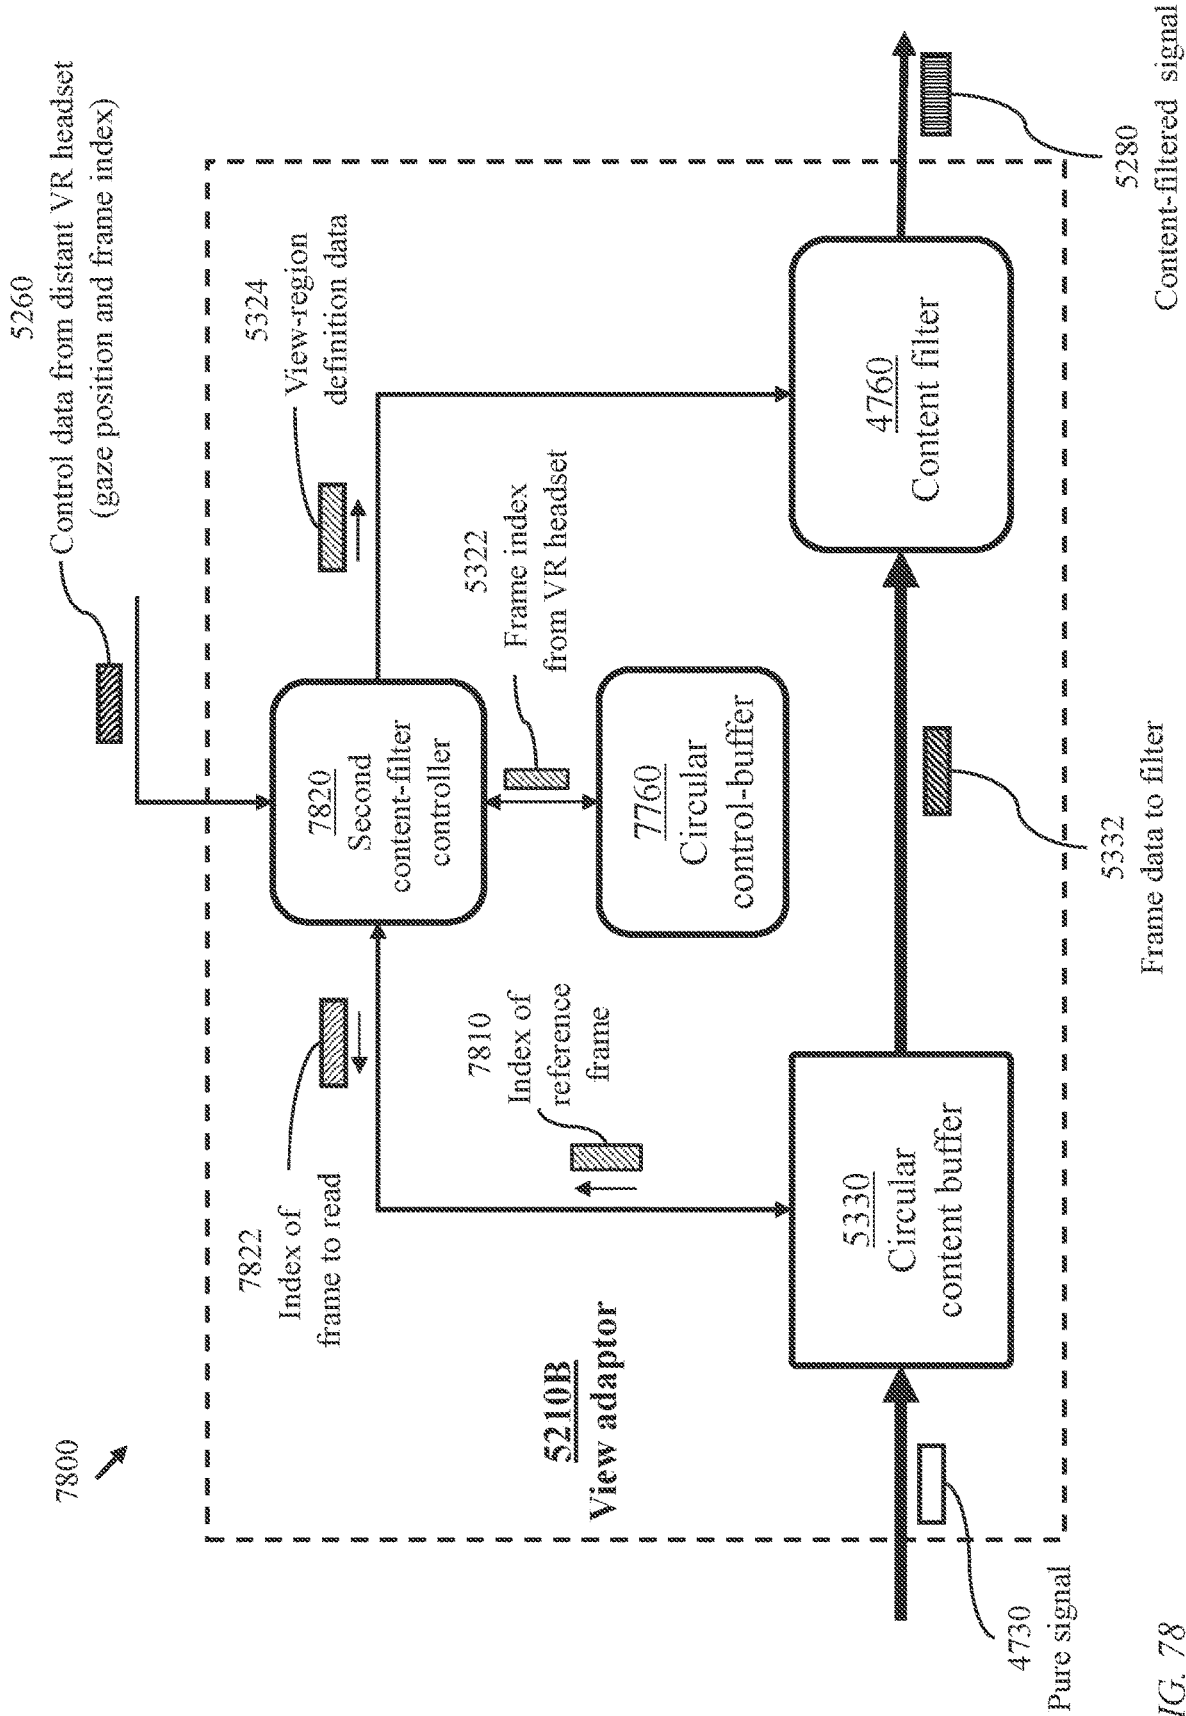 7800
5260
Control data from distant VR headset
(gaze position and frame index)
7822
Index of
frame to read
5324
View-region
definition data
7820
Second
content-filter
controller
5322
Frame index
from VR headset
7810
Index of
reference
frame
5210B
View adaptor
7760
Circular
control-buffer
5330
Circular
content buffer
4760
Content filter
4730
Pure signal
5332
Frame data to filter
5280
Content-filtered signal
IG. 78